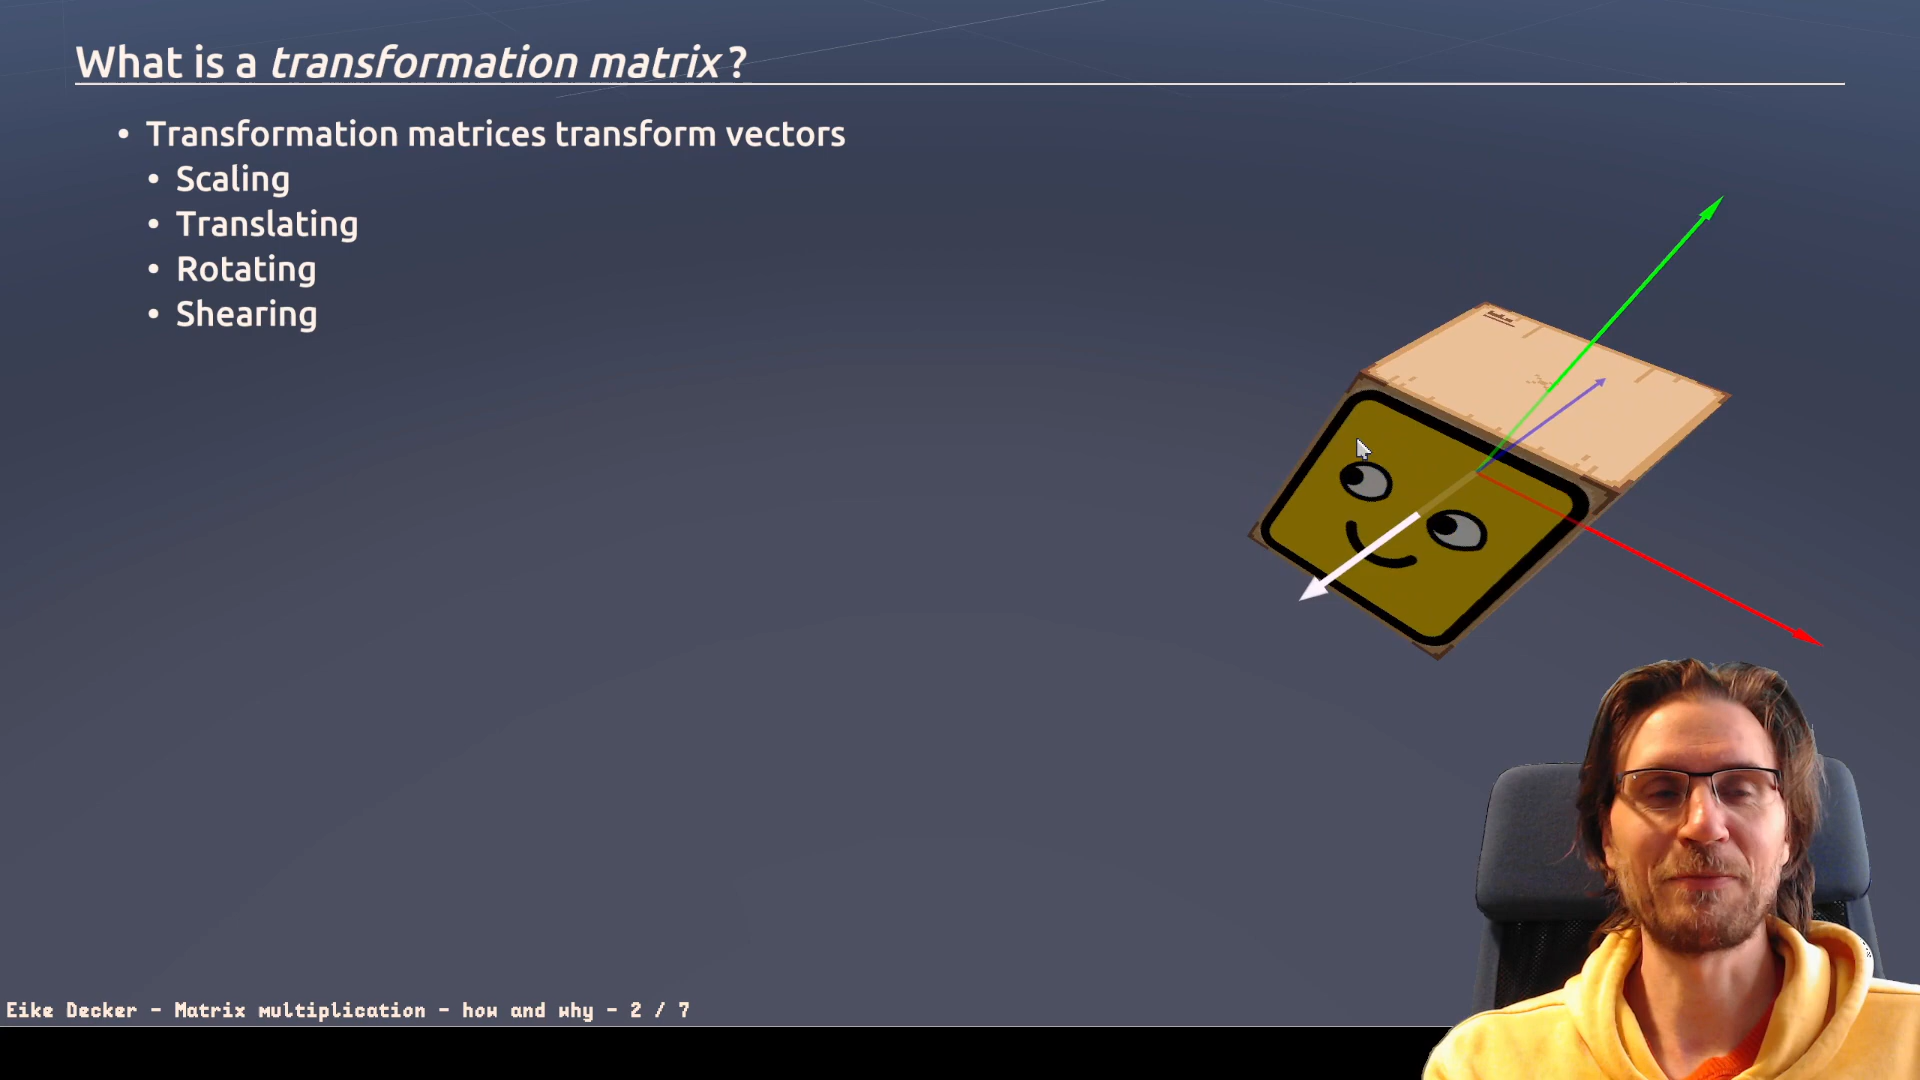 What is a transformation matrix?
• Transformation matrices transform vectors
• Scaling
• Translating
• Rotating
• Shearing
Eike Decker - Matrix multiplication - how and why - 2 / 7